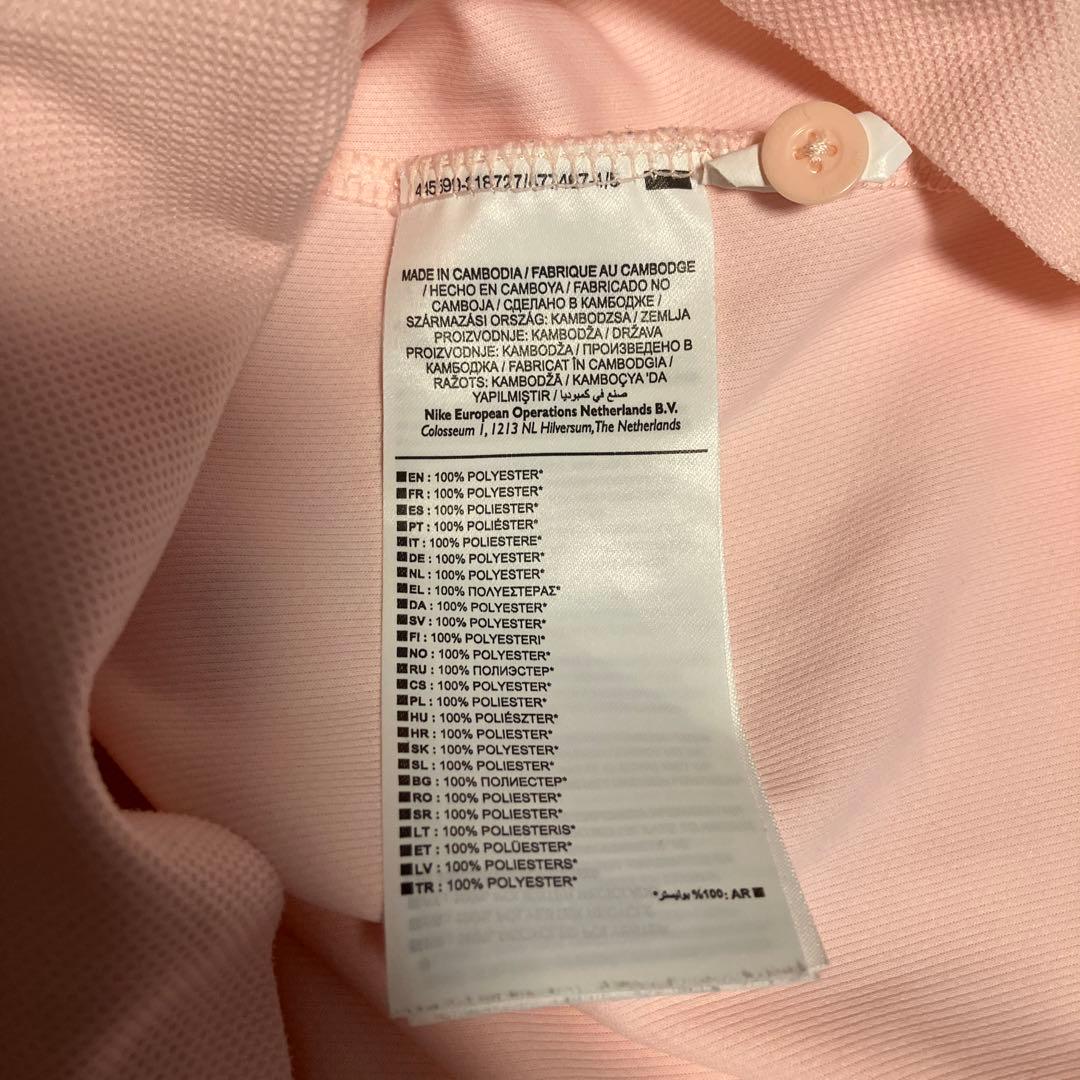 MADE IN CAMBODIA / FABRIQUE AU CAMBODGE
/ HECHO EN CAMBOYA / FABRICADO NO
CAMBOJA / СДЕЛАНО В КАМБОДЖЕ /
SZÁRMAZÁSI ORSZÁG: KAMBODZSA / ZEMLJA
PROIZVODNJE: KAMBODŽA / DRŽAVA
PROIZVODNJE: KAMBODŽA / ПРОИЗВЕДЕНО В
КАМБОДЖА / FABRICAT ÎN CAMBODGIA /
RAŽOTS: KAMBODŽĀ / KAMBOÇYA 'DA
YAPILMIŞTIR / صنع في كمبوديا
Nike European Operations Netherlands B.V.
Colosseum 1, 1213 NL Hilversum, The Netherlands
EN : 100% POLYESTER*
FR : 100% POLYESTER*
ES : 100% POLIESTER*
PT : 100% POLIÉSTER*
IT : 100% POLIESTERE*
DE : 100% POLYESTER*
NL : 100% POLYESTER*
EL : 100% ΠΟΛΥΕΣΤΕΡΑΣ*
DA : 100% POLYESTER*
SV : 100% POLYESTER*
FI : 100% POLYESTERI*
NO : 100% POLYESTER*
RU : 100% ПОЛИЭСТЕР*
CS : 100% POLYESTER*
PL : 100% POLIESTER*
HU : 100% POLIÉSZTER*
HR : 100% POLIESTER*
SK : 100% POLYESTER*
SL : 100% POLIESTER*
BG : 100% ПОЛИЕСТЕР*
RO : 100% POLIESTER*
SR : 100% POLIESTER*
LT : 100% POLIESTERIS*
ET : 100% POLÜESTER*
LV : 100% POLIESTERS*
TR : 100% POLYESTER*
AR :100% بوليستر*